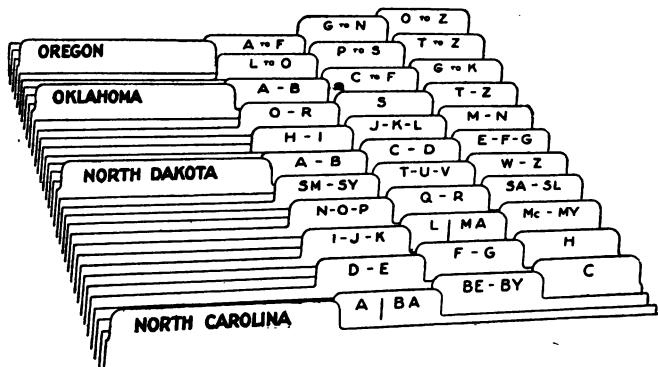 G TO N
O TO Z
OREGON
A TO F
P TO S
T TO Z
L TO O
C TO F
G TO K
OKLAHOMA
A - B
S
T - Z
O - R
J - K - L
M - N
H - I
C - D
E - F - G
NORTH DAKOTA
A - B
T - U - V
W - Z
SM - SY
Q - R
SA - SL
N - O - P
L | MA
Mc - MY
I - J - K
F - G
H
D - E
BE - BY
C
NORTH CAROLINA
A | BA